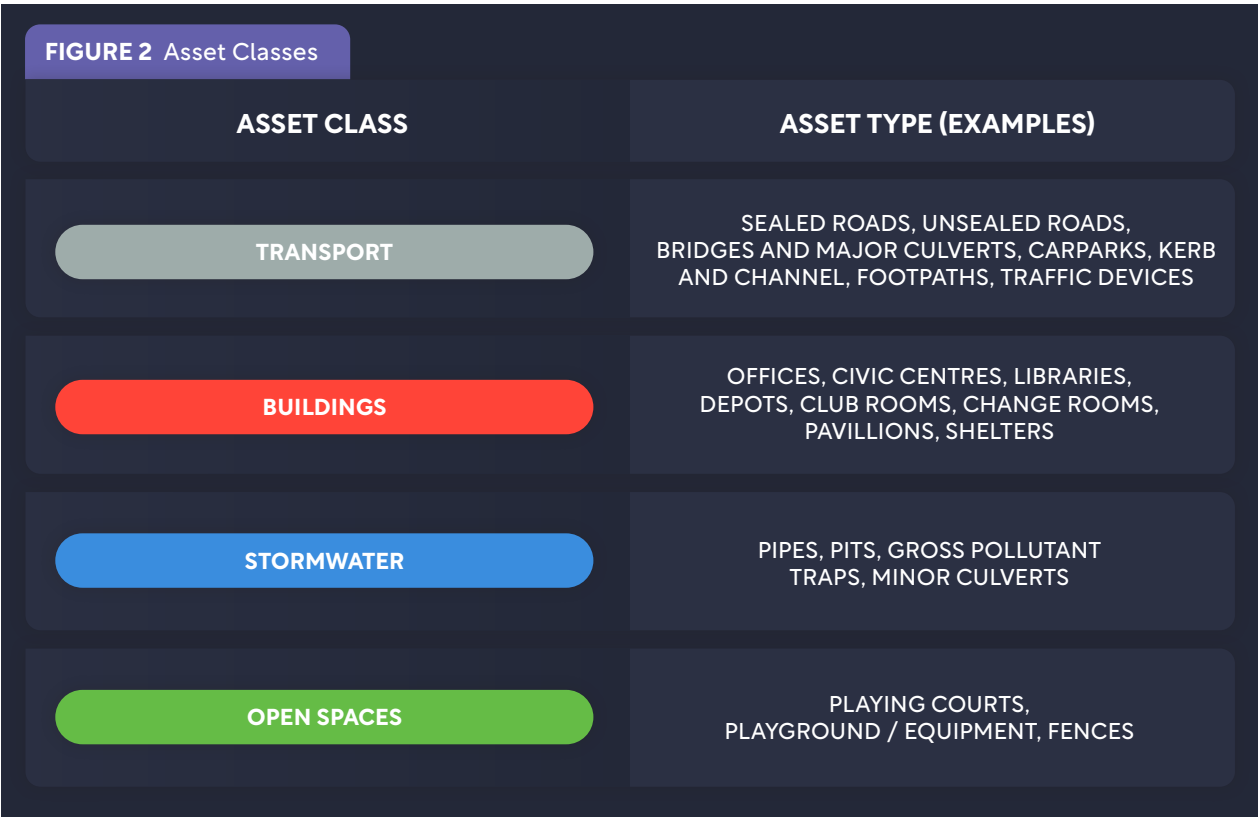 FIGURE 2 Asset Classes
ASSET CLASS
ASSET TYPE (EXAMPLES)
TRANSPORT
SEALED ROADS, UNSEALED ROADS,
BRIDGES AND MAJOR CULVERTS, CARPARKS, KERB
AND CHANNEL, FOOTPATHS, TRAFFIC DEVICES
BUILDINGS
OFFICES, CIVIC CENTRES, LIBRARIES,
DEPOTS, CLUB ROOMS, CHANGE ROOMS,
PAVILLIONS, SHELTERS
STORMWATER
PIPES, PITS, GROSS POLLUTANT
TRAPS, MINOR CULVERTS
OPEN SPACES
PLAYING COURTS,
PLAYGROUND / EQUIPMENT, FENCES